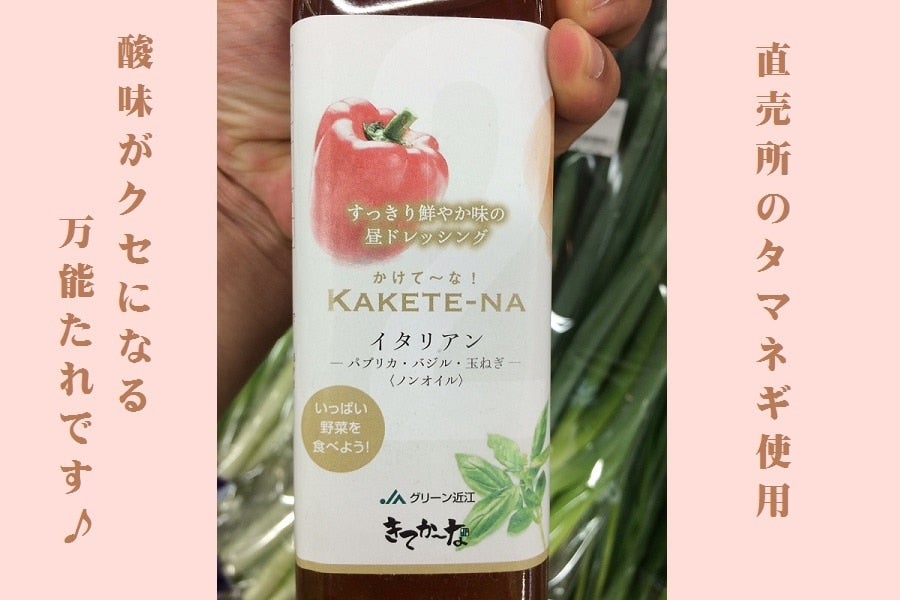 直売所のタマネギ使用
すっきり鮮やか味の
昼ドレッシング
かけて〜な!
KAKETE-NA
イタリアン
― パプリカ・バジル・玉ねぎ ―
〈ノンオイル〉
いっぱい
野菜を
食べよう!
JA グリーン近江
きてか〜な
酸味がクセになる
万能たれです♪